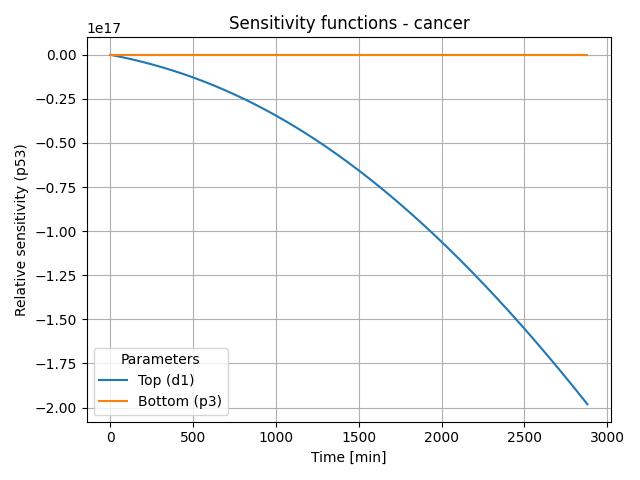 Sensitivity functions - cancer
1e17
0.00
−0.25
−0.50
−0.75
−1.00
−1.25
−1.50
−1.75
−2.00
Relative sensitivity (p53)
Parameters
Top (d1)
Bottom (p3)
0 500 1000 1500 2000 2500 3000
Time [min]